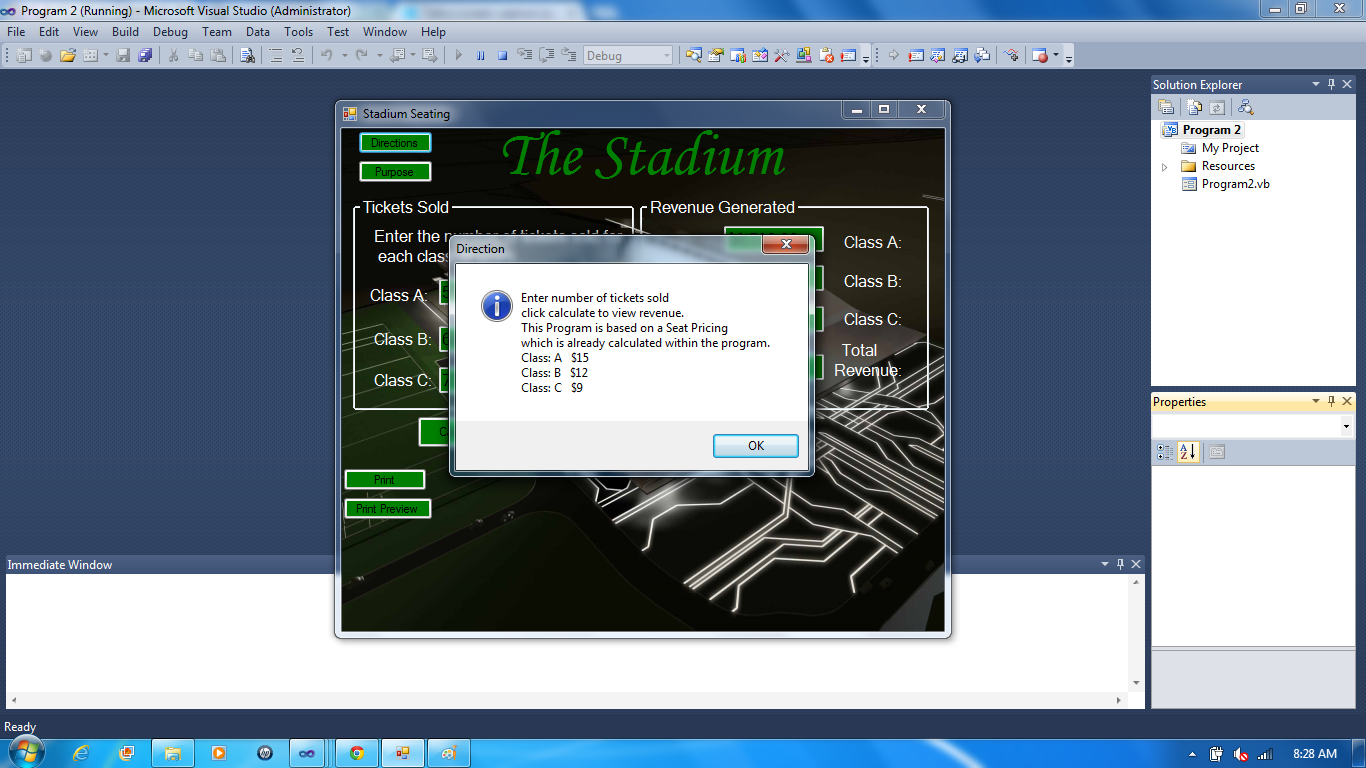 Program 2 (Running) - Microsoft Visual Studio (Administrator)
File Edit View Build Debug Team Data Tools Test Window Help
Debug
Solution Explorer
Program 2
My Project
Resources
Program2.vb
Properties
Stadium Seating
Directions
The Stadium
Purpose
Tickets Sold
Revenue Generated
Enter the
each
Class A:
Class B:
Class C:
Class A:
Class B:
Class C:
Total
Revenue:
Print
Print Preview
Direction
Enter number of tickets sold
click calculate to view revenue.
This Program is based on a Seat Pricing
which is already calculated within the program.
Class: A $15
Class: B $12
Class: C $9
OK
Immediate Window
Ready
8:28 AM